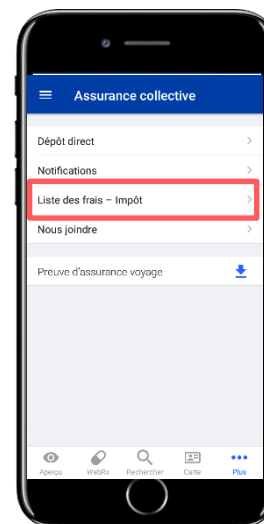 Assurance collective
Dépôt direct
Notifications
Liste des frais – Impôt
Nous joindre
Preuve d'assurance voyage
Aperçu WebRx Rechercher Carte Plus